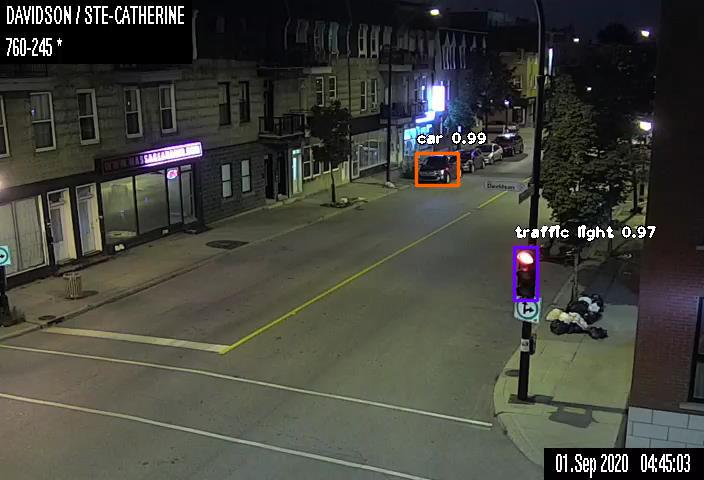 DAVIDSON / STE-CATHERINE
760-245 *
car 0.99
Davidson
traffic light 0.97
01.Sep 2020 04:45:03